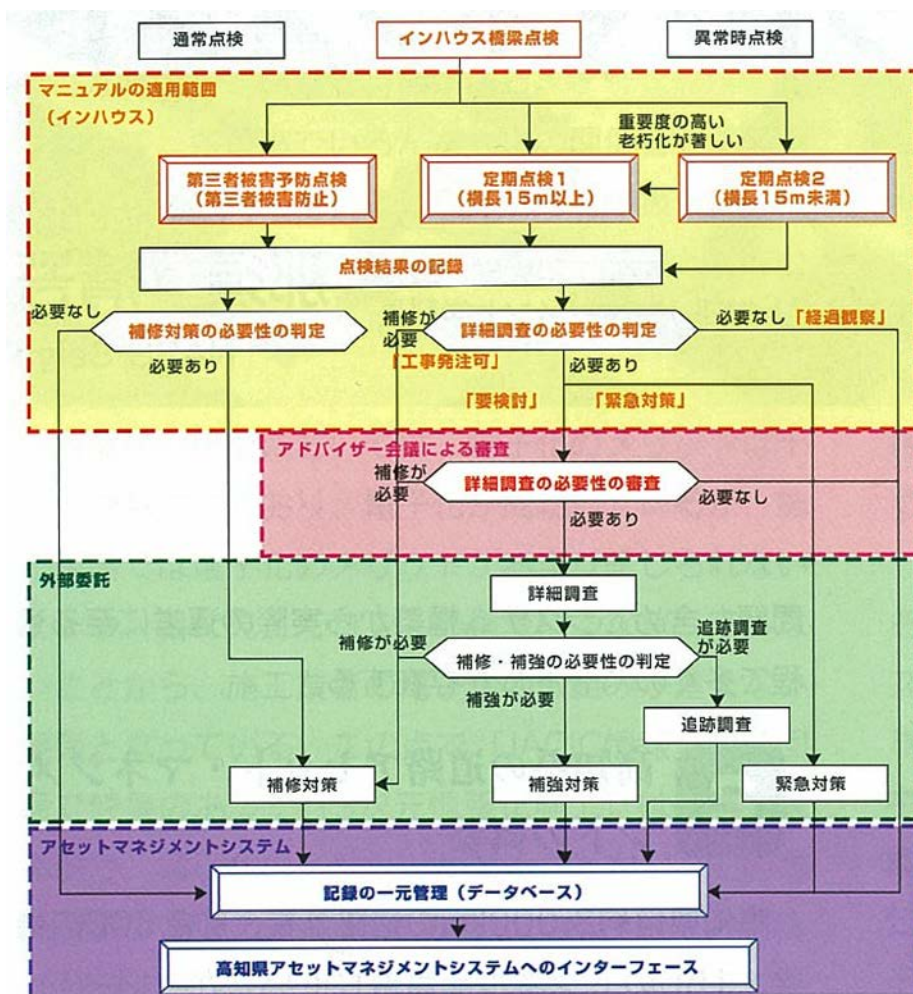 通常点検
インハウス橋梁点検
異常時点検
マニュアルの適用範囲
（インハウス）
重要度の高い
老朽化が著しい
第三者被害予防点検
（第三者被害防止）
定期点検1
（横長15m以上）
定期点検2
（横長15m未満）
点検結果の記録
必要なし
補修対策の必要性の判定
必要あり
補修が
必要
「工事発注可」
詳細調査の必要性の判定
必要なし「経過観察」
必要あり
「要検討」
「緊急対策」
アドバイザー会議による審査
補修が
必要
詳細調査の必要性の審査
必要なし
必要あり
外部委託
詳細調査
補修が必要
補修・補強の必要性の判定
追跡調査
が必要
補強が必要
追跡調査
補修対策
補強対策
緊急対策
アセットマネジメントシステム
記録の一元管理（データベース）
高知県アセットマネジメントシステムへのインターフェース